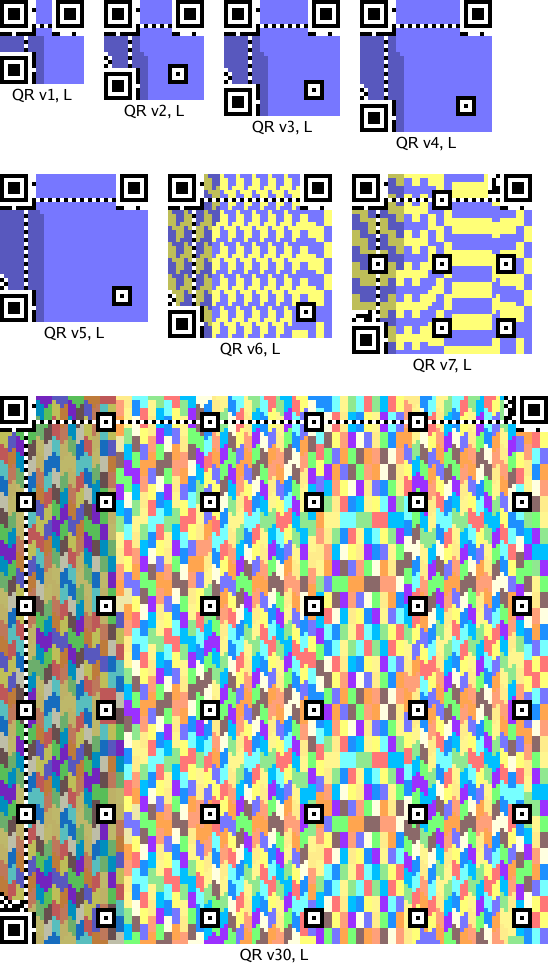 QR v1, L
QR v2, L
QR v3, L
QR v4, L
QR v5, L
QR v6, L
QR v7, L
QR v30, L